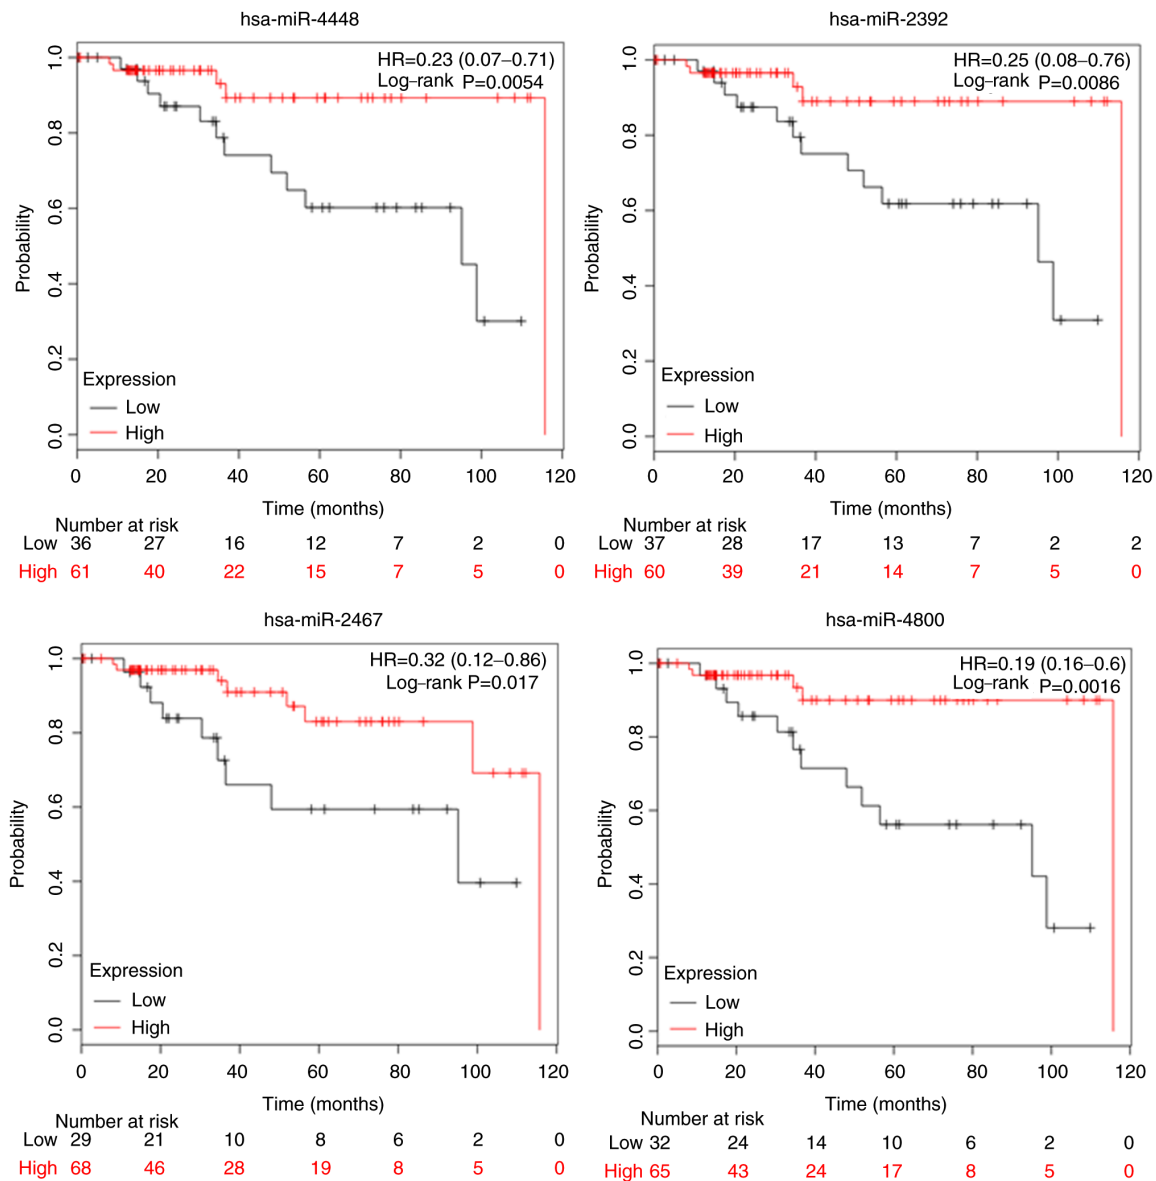 hsa-miR-4448
HR=0.23 (0.07–0.71)
Log–rank P=0.0054
Probability
1.0
0.8
0.6
0.4
0.2
0.0
Expression
Low
High
0 20 40 60 80 100 120
Time (months)
Number at risk
Low 36 27 16 12 7 2 0
High 61 40 22 15 7 5 0
hsa-miR-2392
HR=0.25 (0.08–0.76)
Log–rank P=0.0086
Probability
1.0
0.8
0.6
0.4
0.2
0.0
Expression
Low
High
0 20 40 60 80 100 120
Time (months)
Number at risk
Low 37 28 17 13 7 2 2
High 60 39 21 14 7 5 0
hsa-miR-2467
HR=0.32 (0.12–0.86)
Log–rank P=0.017
Probability
1.0
0.8
0.6
0.4
0.2
0.0
Expression
Low
High
0 20 40 60 80 100 120
Time (months)
Number at risk
Low 29 21 10 8 6 2 0
High 68 46 28 19 8 5 0
hsa-miR-4800
HR=0.19 (0.16–0.6)
Log–rank P=0.0016
Probability
1.0
0.8
0.6
0.4
0.2
0.0
Expression
Low
High
0 20 40 60 80 100 120
Time (months)
Number at risk
Low 32 24 14 10 6 2 0
High 65 43 24 17 8 5 0